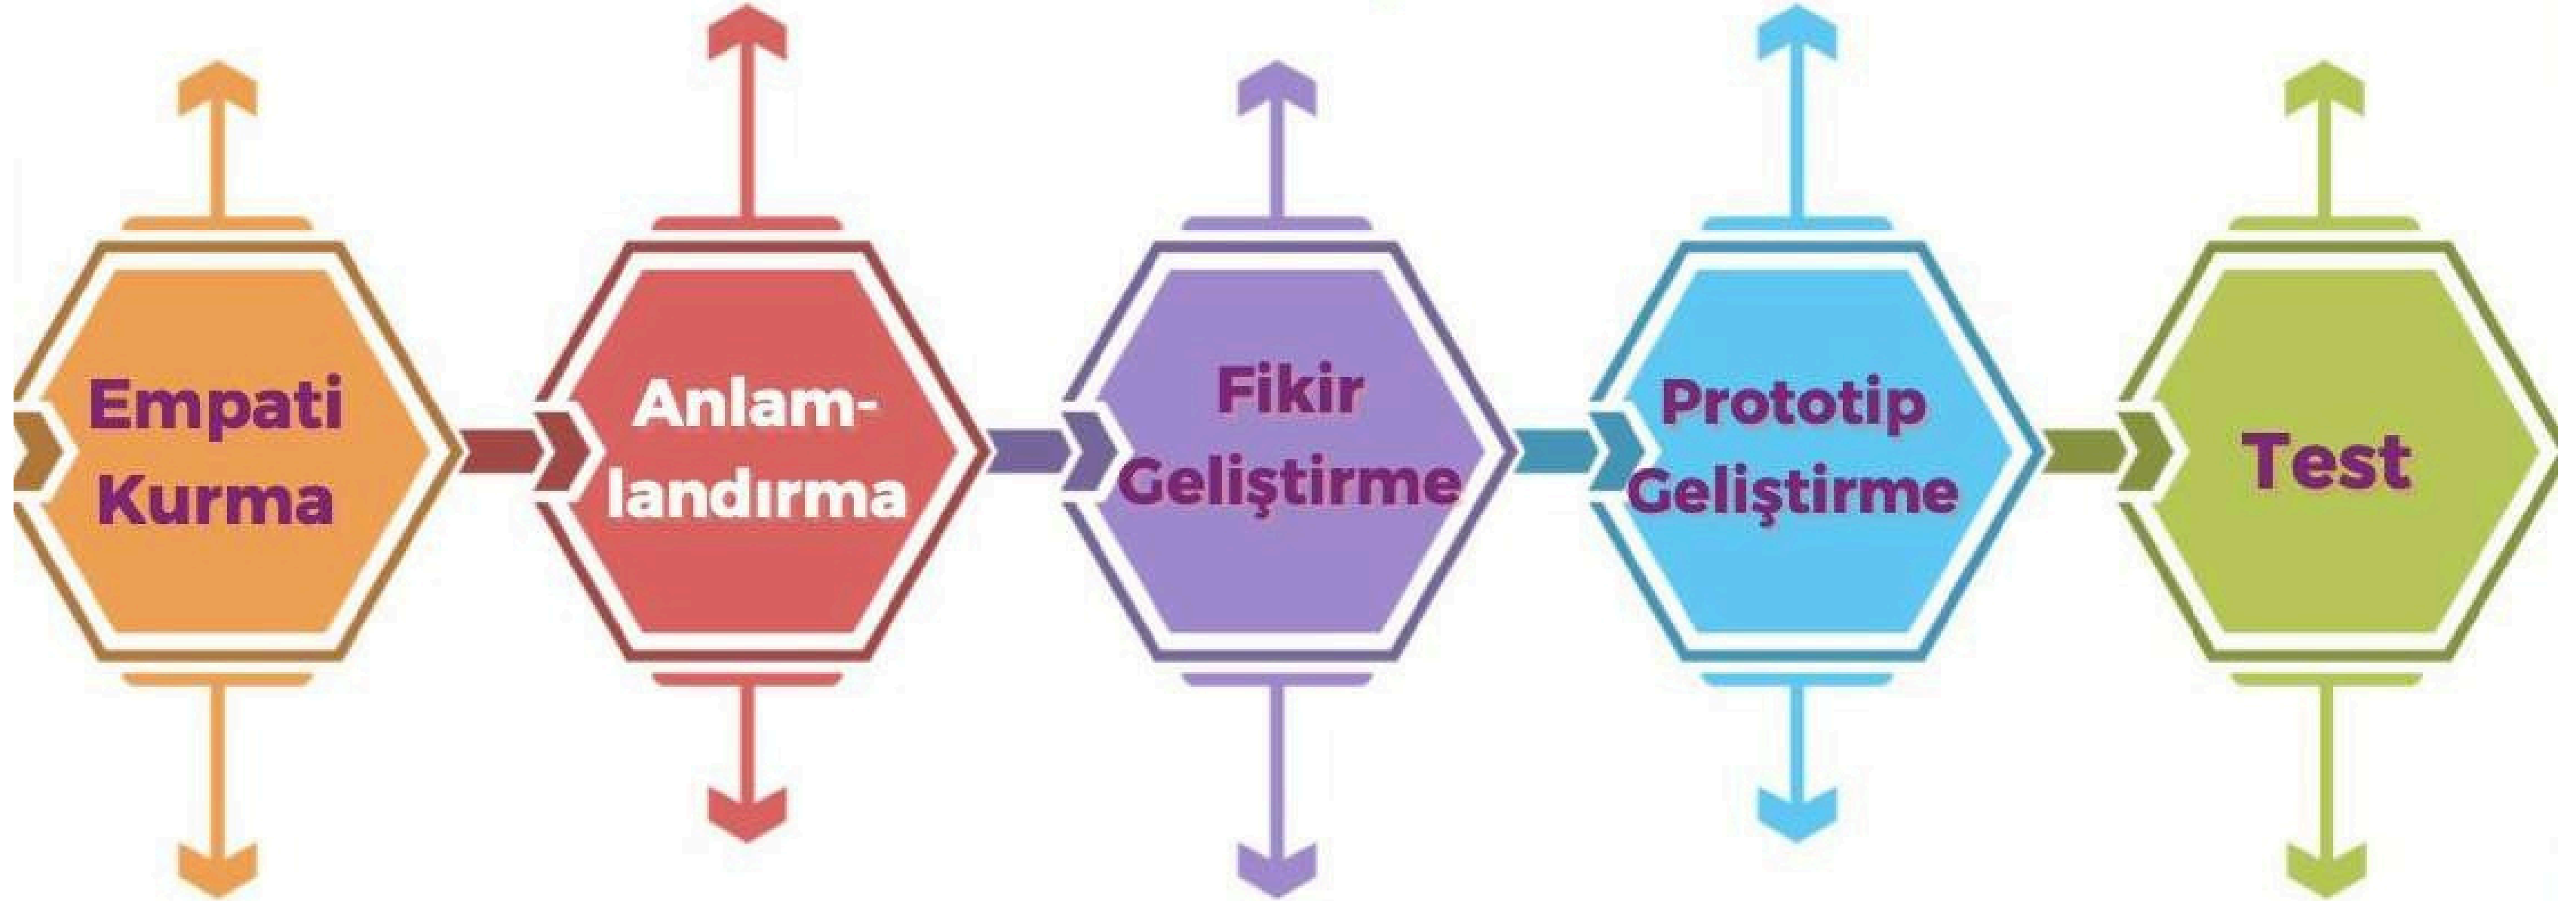 Empati
Kurma
Anlam-
landırma
Fikir
Geliştirme
Prototip
Geliştirme
Test